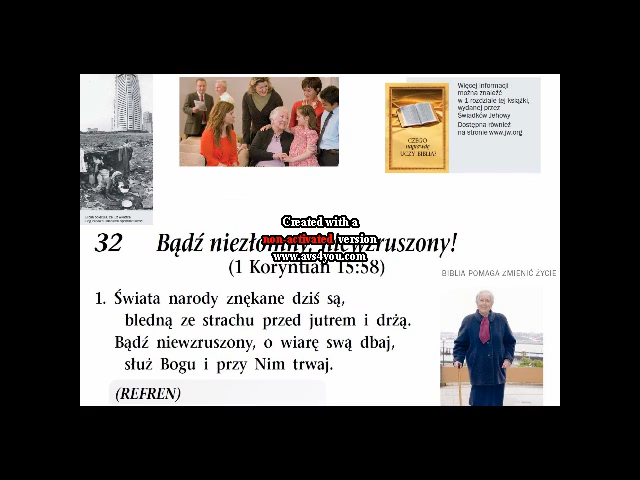 Więcej informacji
można znaleźć
w 1 rozdziale tej książki,
wydanej przez
Świadków Jehowy
Dostępna również
na stronie www.jw.org
CZEGO
naprawdę
UCZY BIBLIA?
Created with a
non-activated version
www.avs4you.com
32 Bądź niezłomny, niewzruszony!
(1 Koryntian 15:58)
BIBLIA POMAGA ZMIENIĆ ŻYCIE
1. Świata narody znękane dziś są,
bledną ze strachu przed jutrem i drżą.
Bądź niewzruszony, o wiarę swą dbaj,
służ Bogu i przy Nim trwaj.
(REFREN)